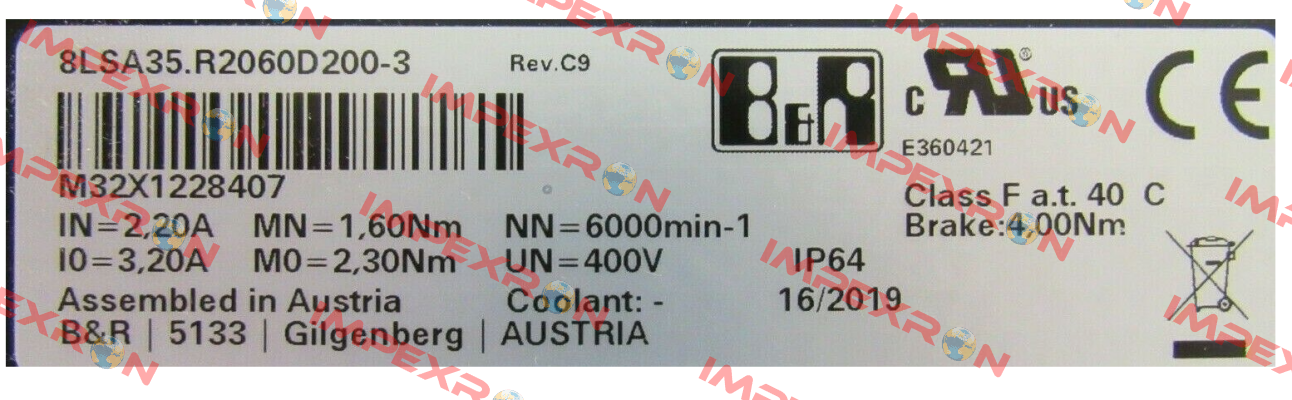 8LSA35.R2060D200-3 Rev.C9
B&R
c RU US ®
CE
E360421
M32X1228407
Class F a.t. 40 C
IN=2,20A MN=1,60Nm NN=6000min-1
Brake:4,00Nm
I0=3,20A M0=2,30Nm UN=400V IP64
Assembled in Austria Coolant: - 16/2019
B&R | 5133 | Gilgenberg | AUSTRIA
IMPEXRON